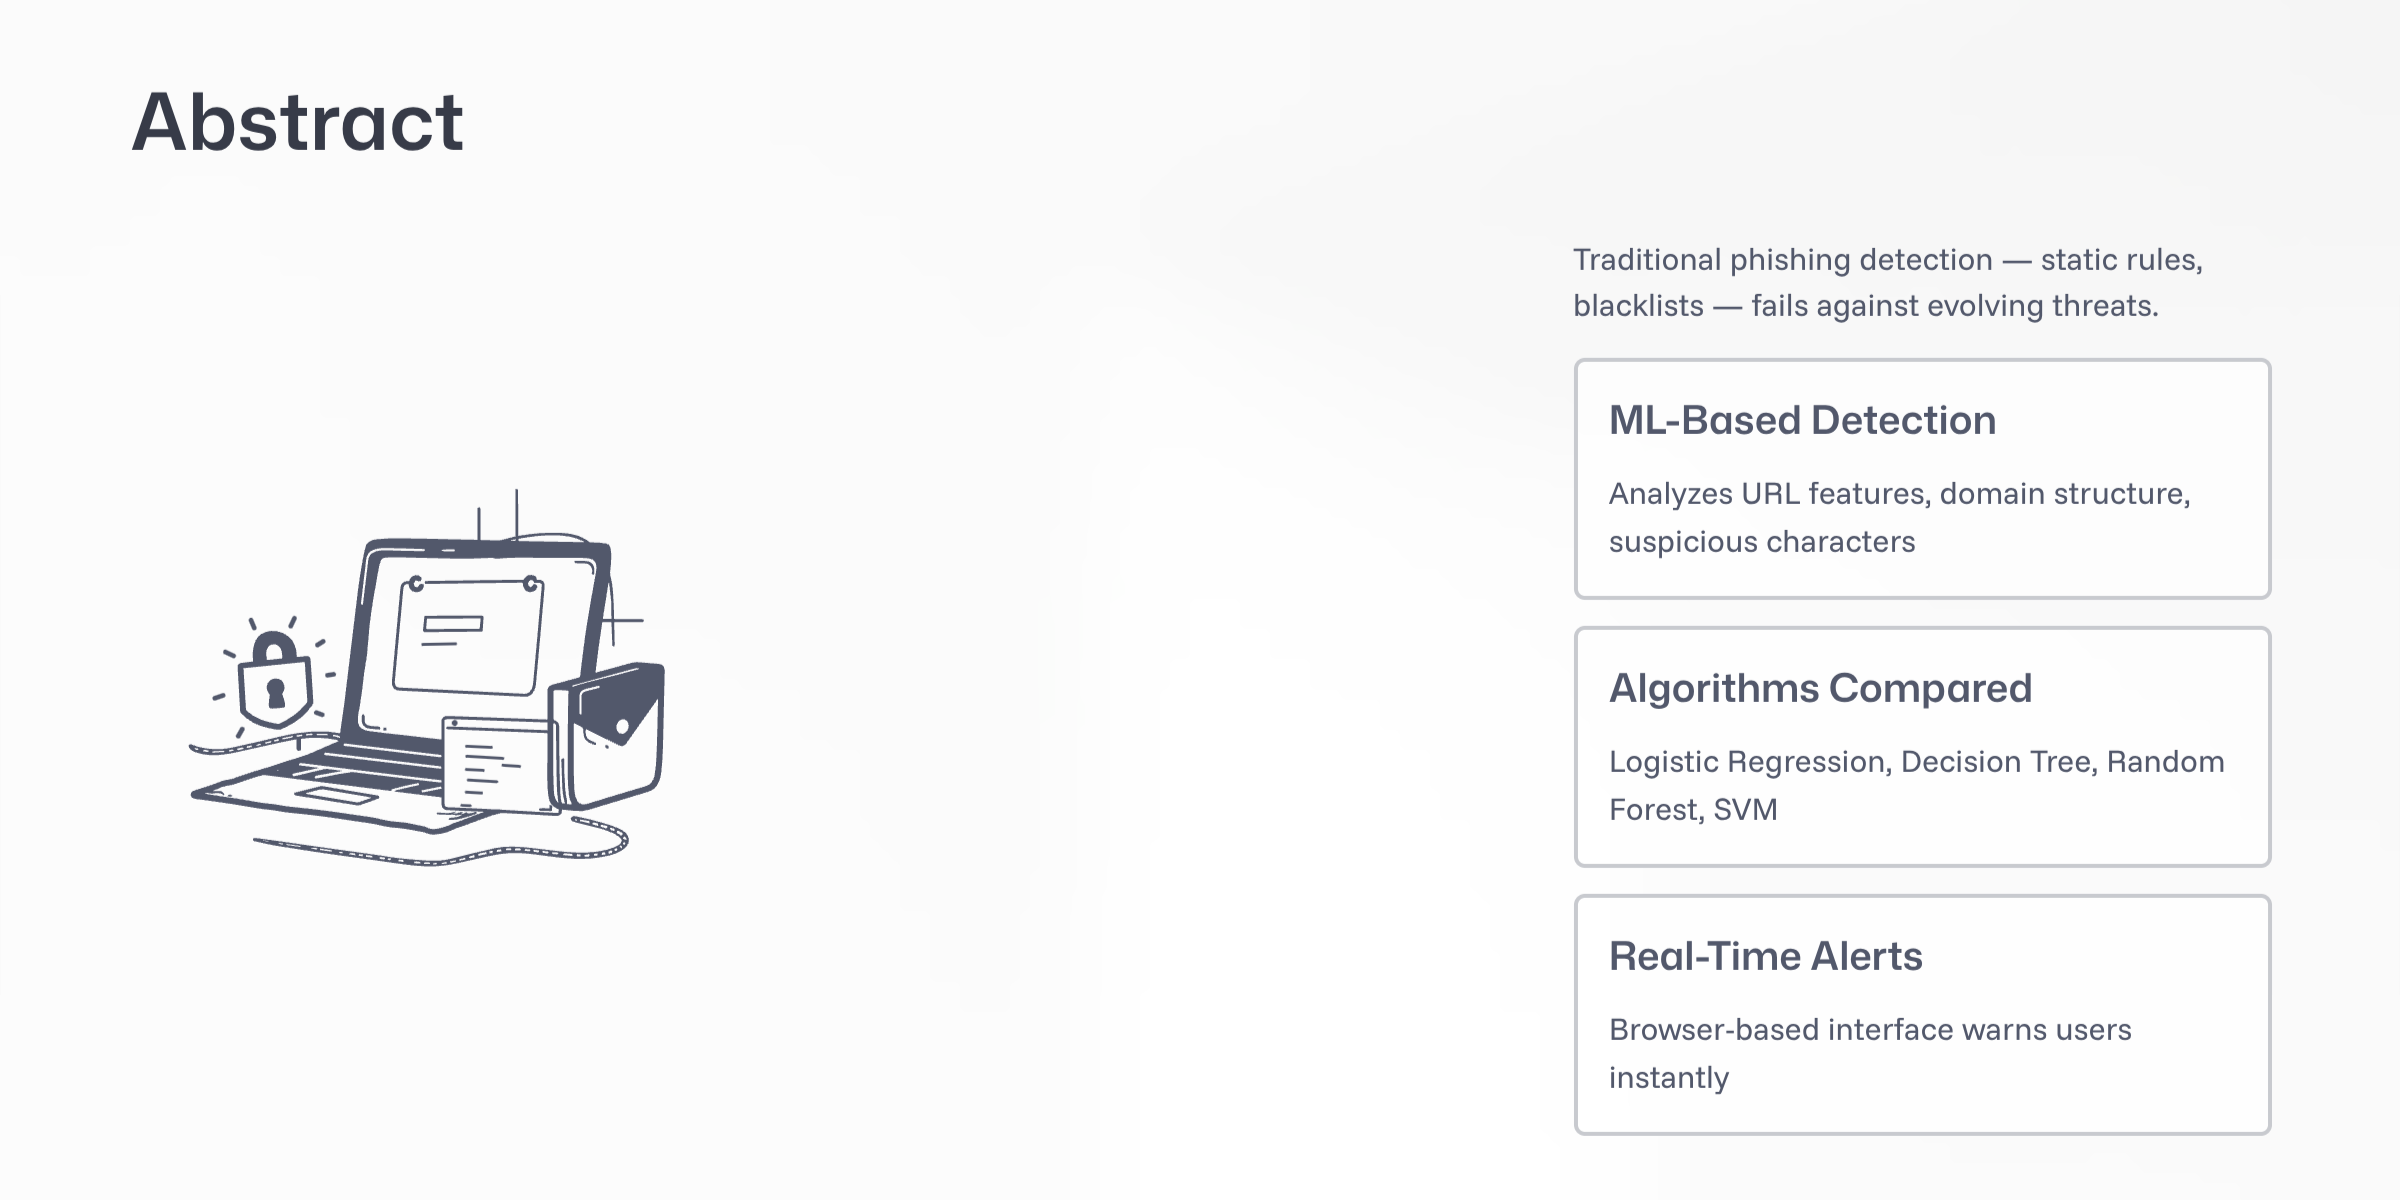 Abstract
Traditional phishing detection — static rules,
blacklists — fails against evolving threats.
ML-Based Detection
Analyzes URL features, domain structure,
suspicious characters
Algorithms Compared
Logistic Regression, Decision Tree, Random
Forest, SVM
Real-Time Alerts
Browser-based interface warns users
instantly